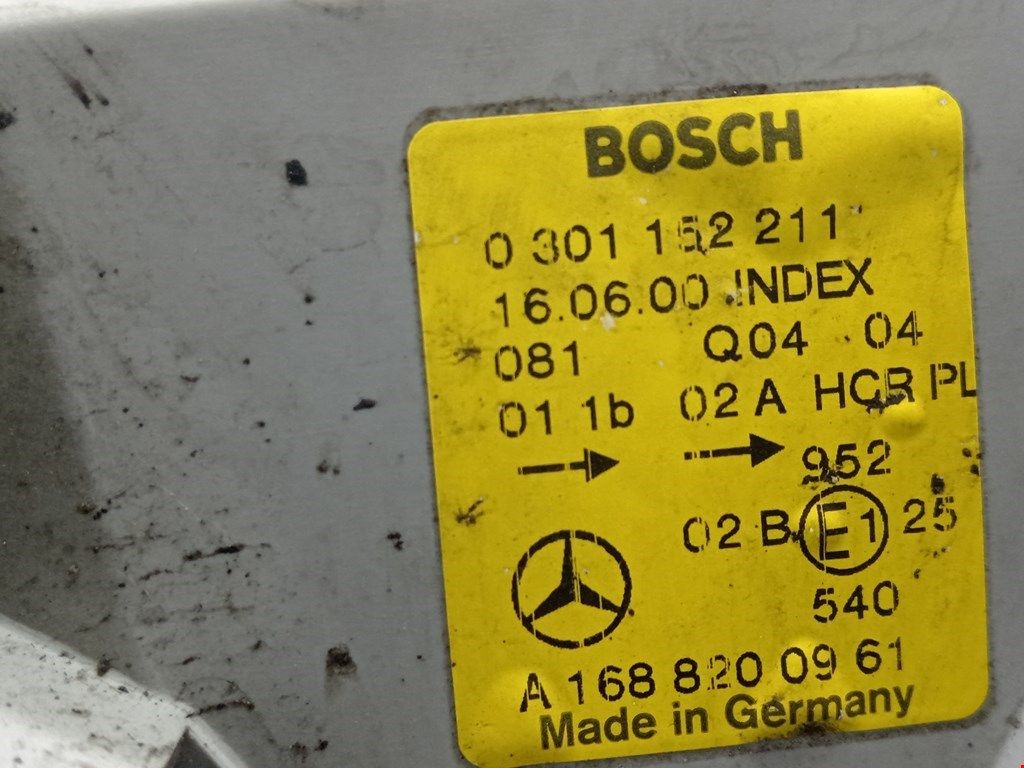 BOSCH
0 301 152 211
16.06.00 INDEX
081 Q04 04
01 1b 02 A HCR PL
952
02 B E1 25
540
A 168 820 09 61
Made in Germany